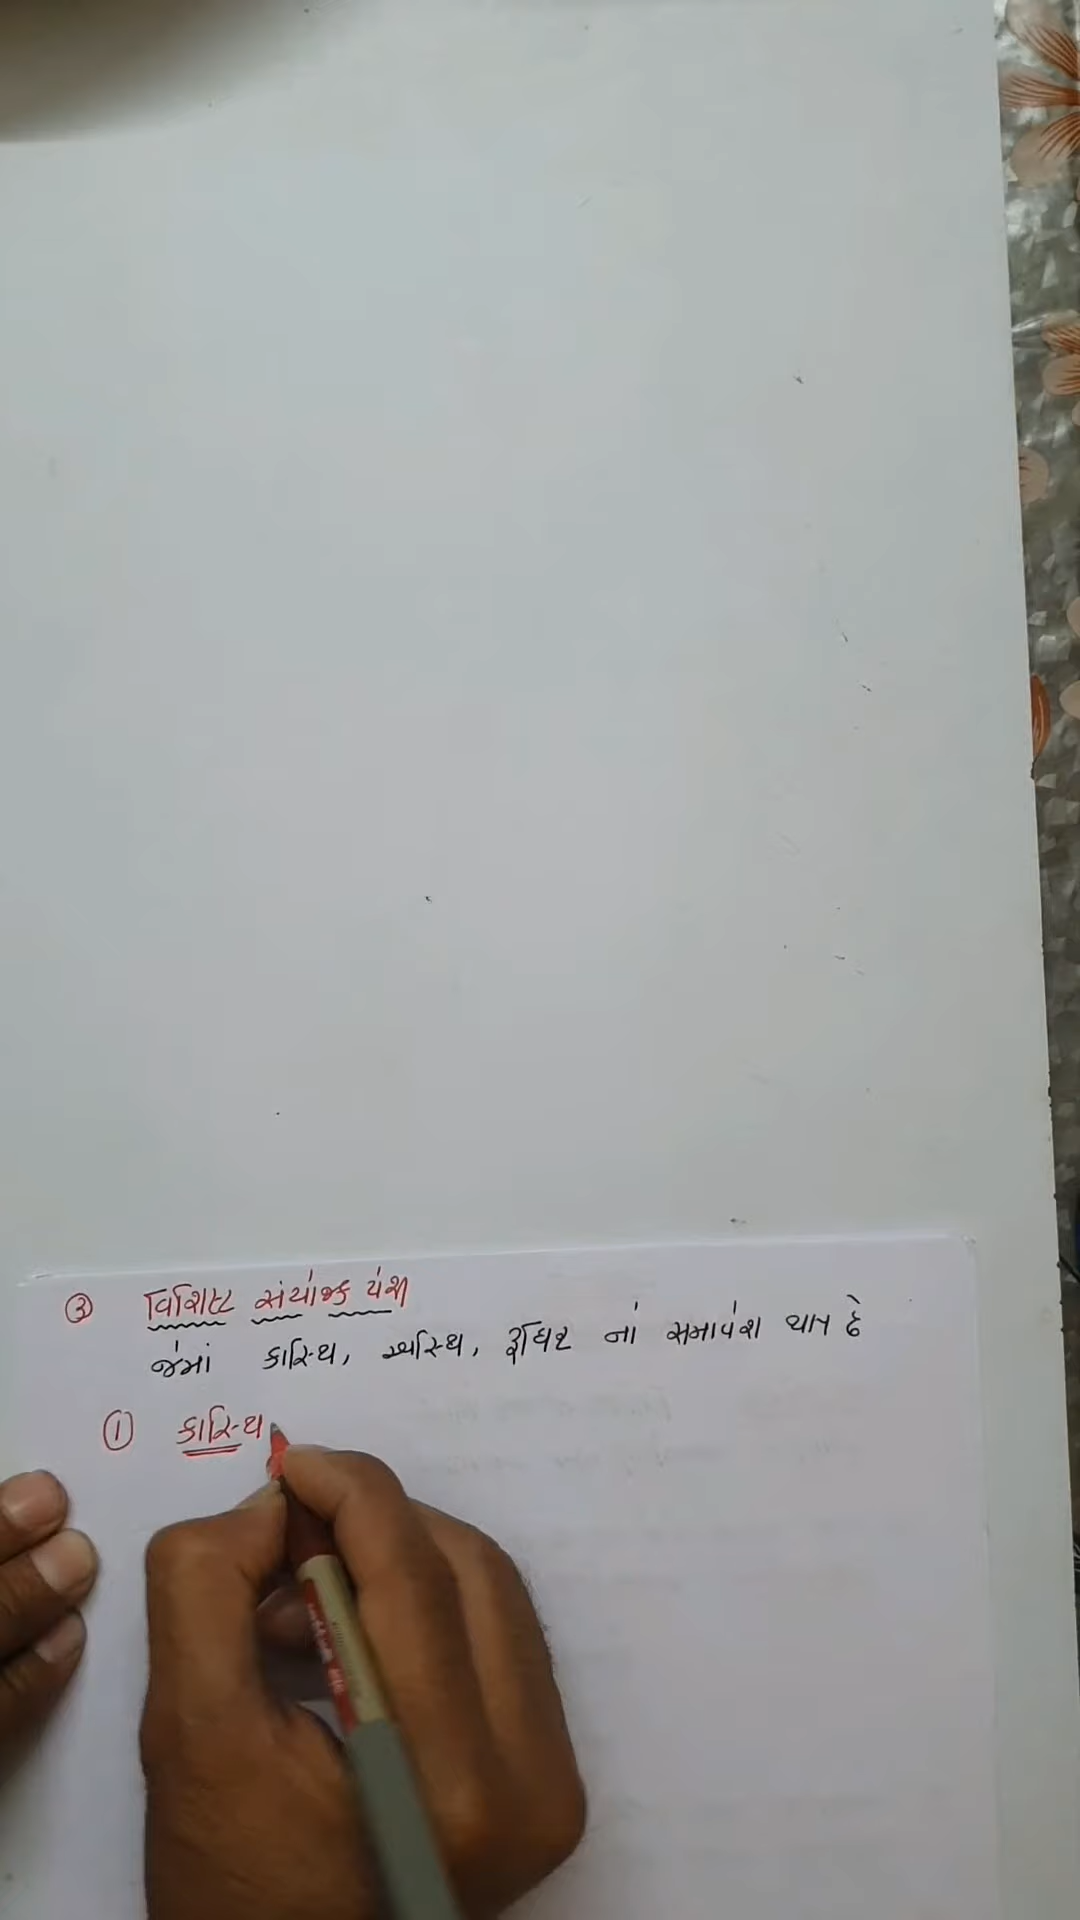 ③ વિશિષ્ટ સંયોજક પેશી
જેમાં કાસ્થિ, અસ્થિ, રૂધિર નાં સમાવેશ થાય છે
① કાસ્થિ